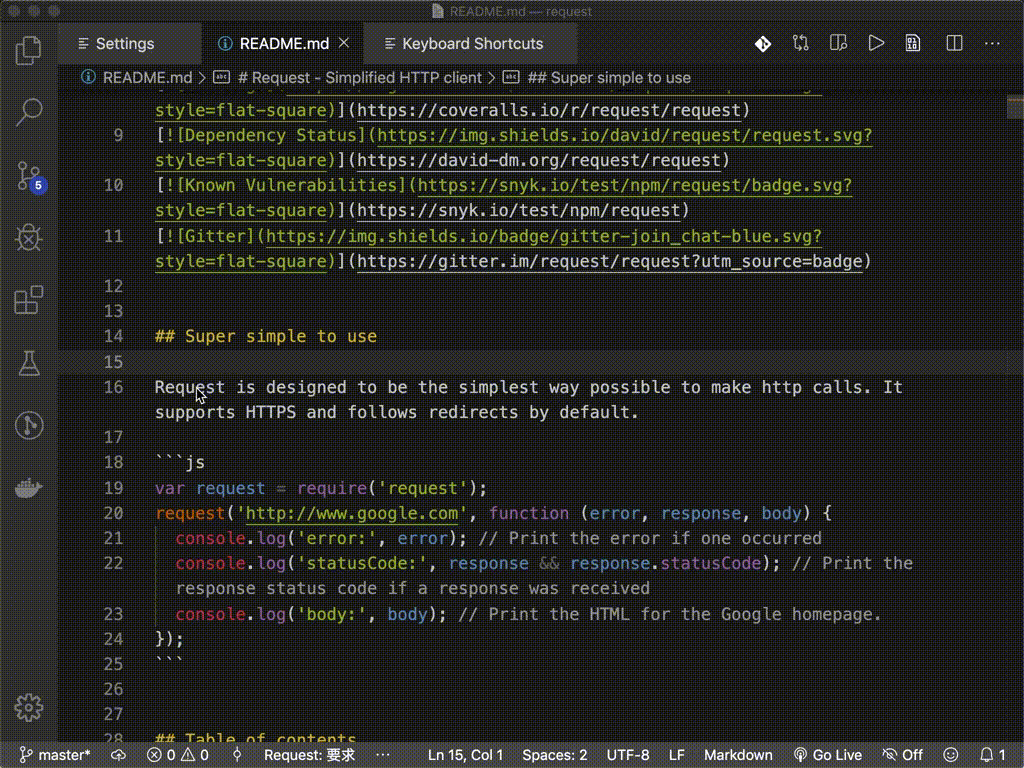 README.md — request
Settings
README.md
Keyboard Shortcuts
README.md > # Request - Simplified HTTP client > ## Super simple to use
style=flat-square)](https://coveralls.io/r/request/request)
9 [![Dependency Status](https://img.shields.io/david/request/request.svg?
style=flat-square)](https://david-dm.org/request/request)
10 [![Known Vulnerabilities](https://snyk.io/test/npm/request/badge.svg?
style=flat-square)](https://snyk.io/test/npm/request)
11 [![Gitter](https://img.shields.io/badge/gitter-join_chat-blue.svg?
style=flat-square)](https://gitter.im/request/request?utm_source=badge)
12
13
14 ## Super simple to use
15
16 Request is designed to be the simplest way possible to make http calls. It
supports HTTPS and follows redirects by default.
17
18 ```js
19 var request = require('request');
20 request('http://www.google.com', function (error, response, body) {
21 console.log('error:', error); // Print the error if one occurred
22 console.log('statusCode:', response && response.statusCode); // Print the
response status code if a response was received
23 console.log('body:', body); // Print the HTML for the Google homepage.
24 });
25 ```
26
27
28 ## Table of contents
5
master* 0 0 Request: 要求 ··· Ln 15, Col 1 Spaces: 2 UTF-8 LF Markdown Go Live Off 1